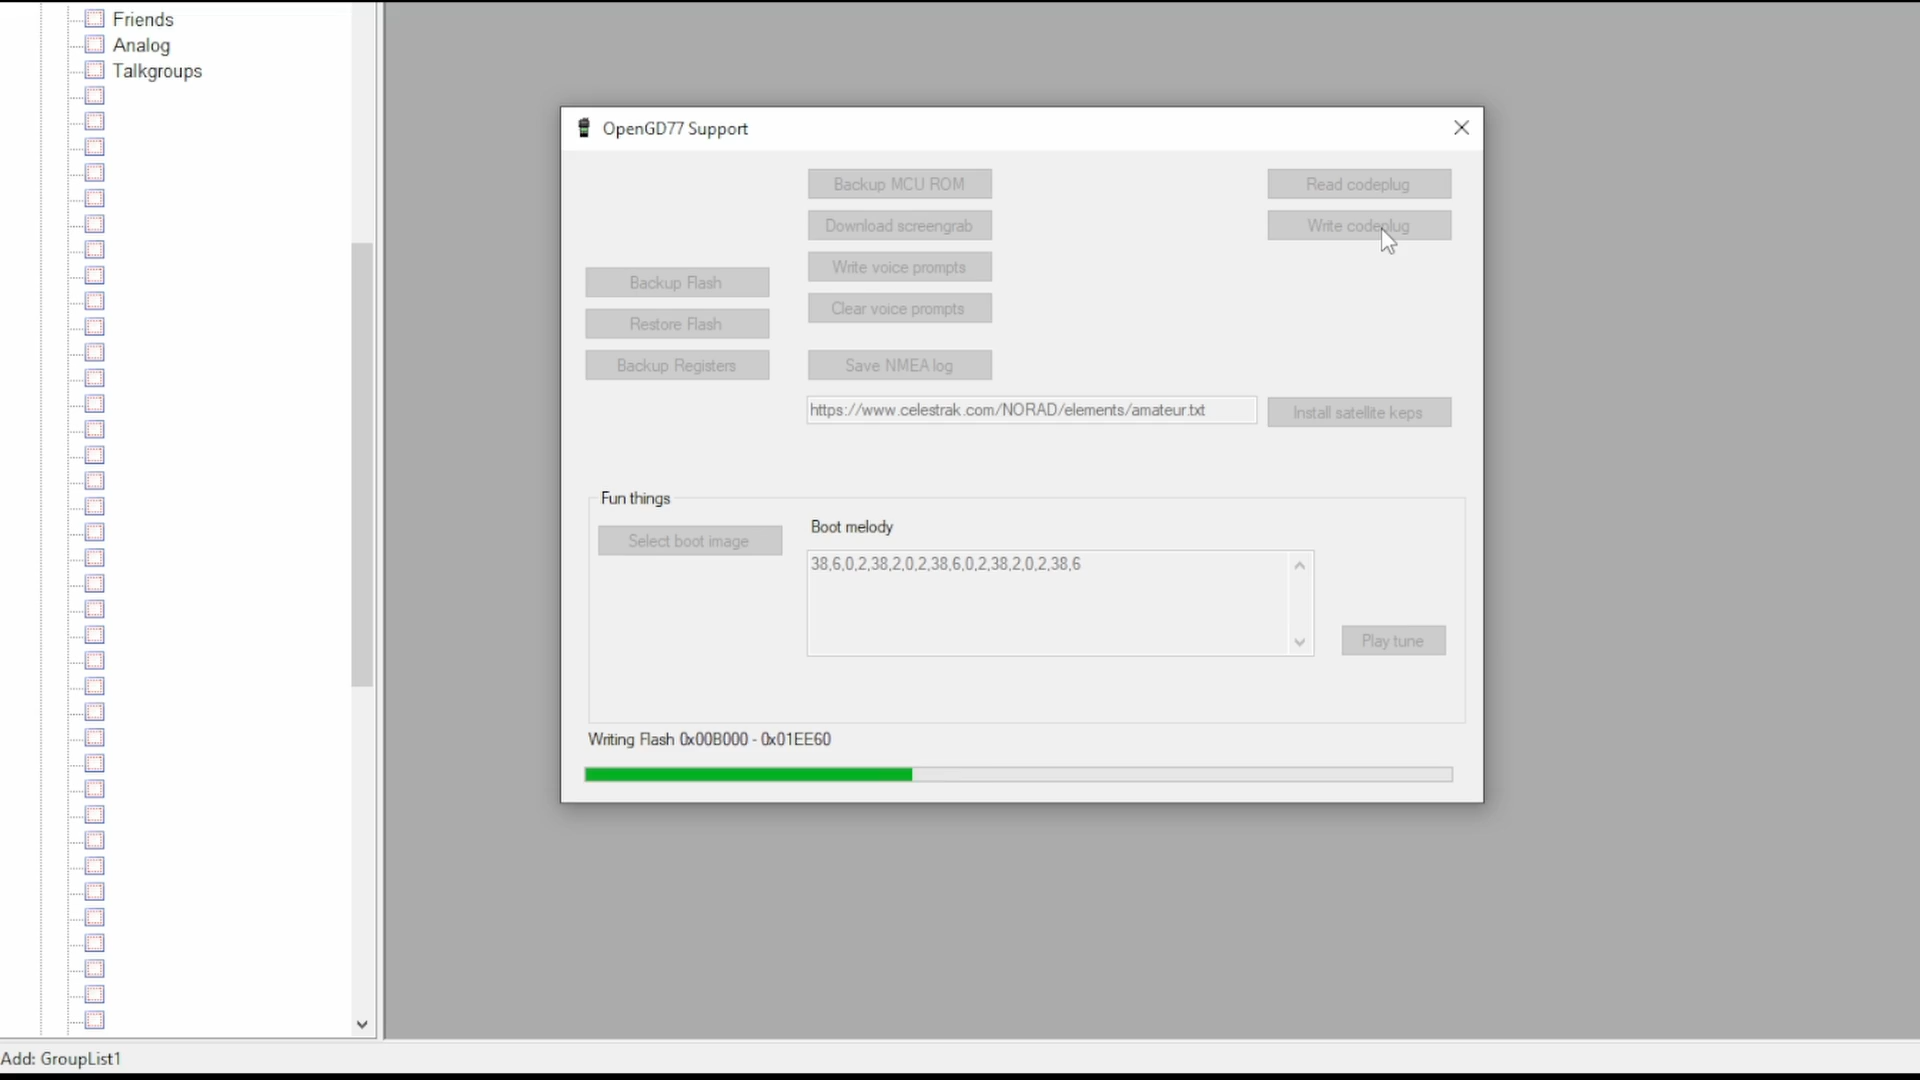 Friends
Analog
Talkgroups
OpenGD77 Support
Backup MCU ROM
Read codeplug
Download screengrab
Write codeplug
Write voice prompts
Backup Flash
Clear voice prompts
Restore Flash
Backup Registers
Save NMEA log
https://www.celestrak.com/NORAD/elements/amateur.txt
Install satellite keps
Fun things
Select boot image
Boot melody
38,6,0,2,38,2,0,2,38,6,0,2,38,2,0,2,38,6
Play tune
Writing Flash 0x00B000 - 0x01EE60
Add: GroupList1